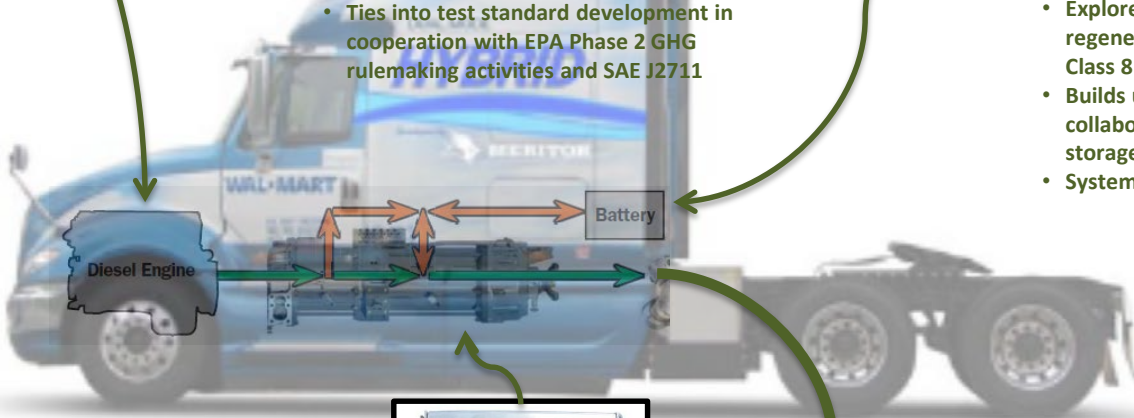 • Ties into test standard development in
cooperation with EPA Phase 2 GHG
rulemaking activities and SAE J2711
• Explore
regene
Class 8
• Builds u
collabo
storage
• System
HYBRID
MERITOR
WAL•MART
Battery
Diesel Engine